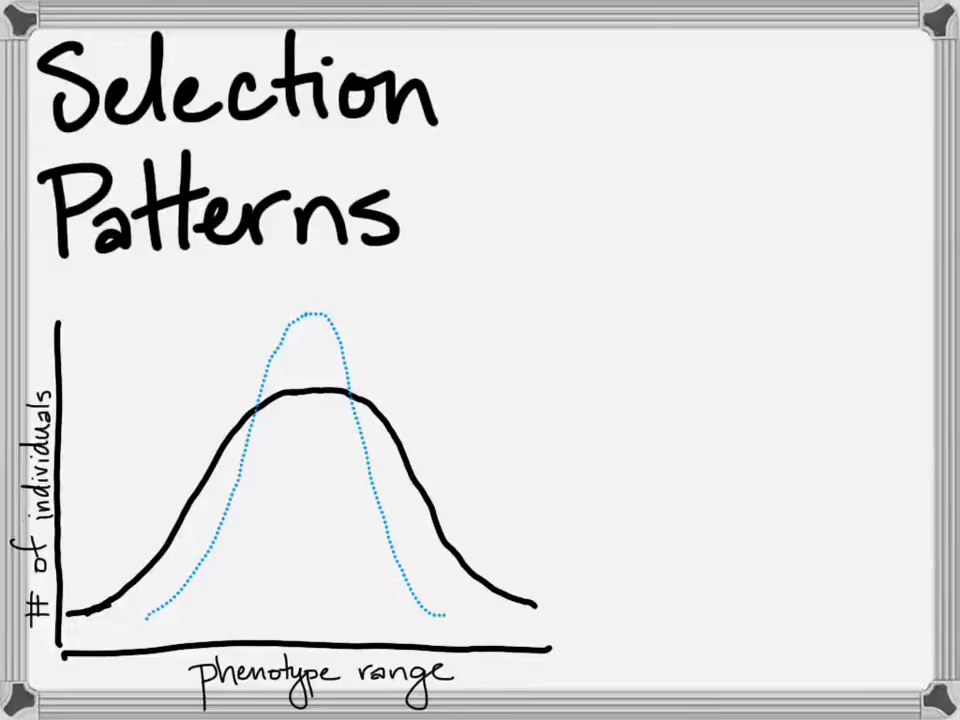 Selection
Patterns
# of individuals
phenotype range